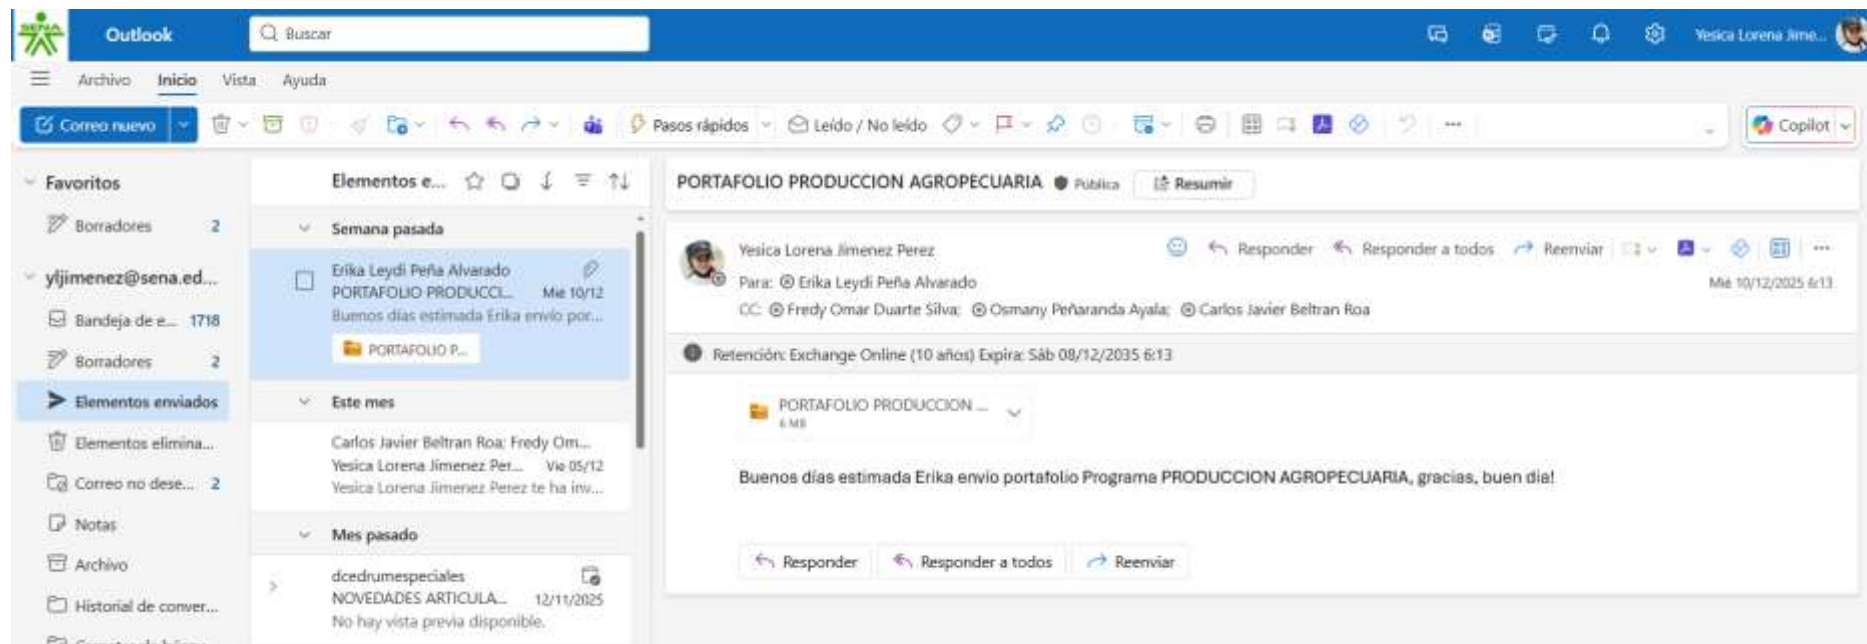 SENA
Outlook
Buscar
Yesica Lorena Jime...
Archivo Inicio Vista Ayuda
Correo nuevo
Pasos rápidos
Leído / No leído
Copilot
Favoritos
Borradores 2
yljimenez@sena.ed...
Bandeja de e... 1718
Borradores 2
Elementos enviados
Elementos elimina...
Correo no dese... 2
Notas
Archivo
Historial de conver...
Elementos e...
Semana pasada
Erika Leydi Peña Alvarado
PORTAFOLIO PRODUCCI... Mié 10/12
Buenos días estimada Erika envío por...
PORTAFOLIO P...
Este mes
Carlos Javier Beltran Roa; Fredy Om...
Yesica Lorena Jimenez Per... Vie 05/12
Yesica Lorena Jimenez Perez te ha inv...
Mes pasado
dcedrumespeciales
NOVEDADES ARTICULA... 12/11/2025
No hay vista previa disponible.
PORTAFOLIO PRODUCCION AGROPECUARIA Pública Resumir
Yesica Lorena Jimenez Perez
Responder Responder a todos Reenviar
Para: Erika Leydi Peña Alvarado
Mié 10/12/2025 6:13
CC: Fredy Omar Duarte Silva; Osmany Peñaranda Ayala; Carlos Javier Beltran Roa
Retención: Exchange Online (10 años) Expira: Sáb 08/12/2035 6:13
PORTAFOLIO PRODUCCION ...
6 MB
Buenos días estimada Erika envio portafolio Programa PRODUCCION AGROPECUARIA, gracias, buen dia!
Responder Responder a todos Reenviar